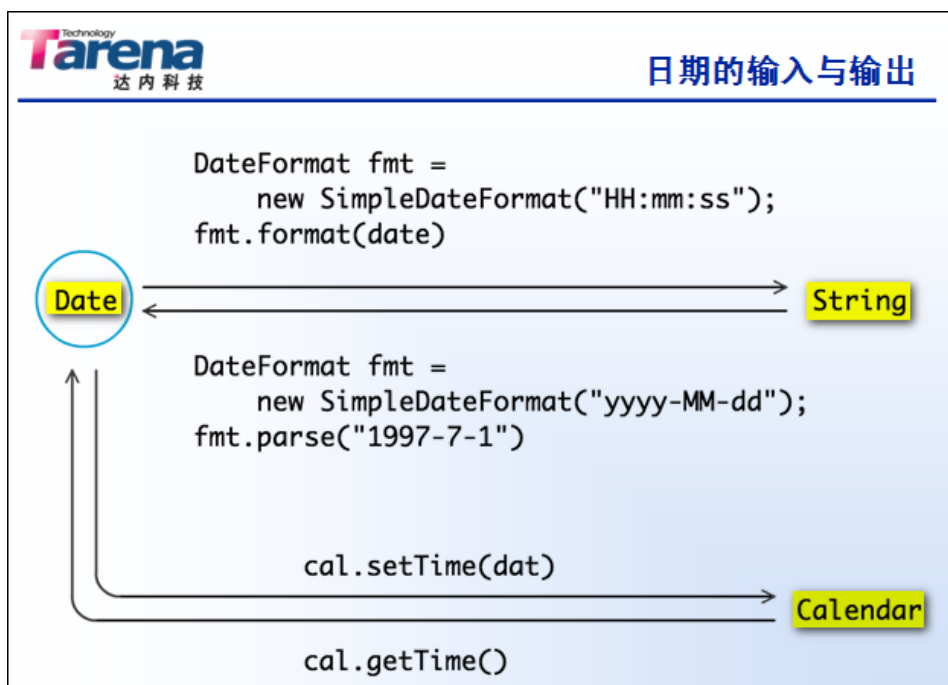 Technology
Tarena
达内科技
日期的输入与输出
DateFormat fmt =
new SimpleDateFormat("HH:mm:ss");
fmt.format(date)
Date
String
DateFormat fmt =
new SimpleDateFormat("yyyy-MM-dd");
fmt.parse("1997-7-1")
cal.setTime(dat)
Calendar
cal.getTime()